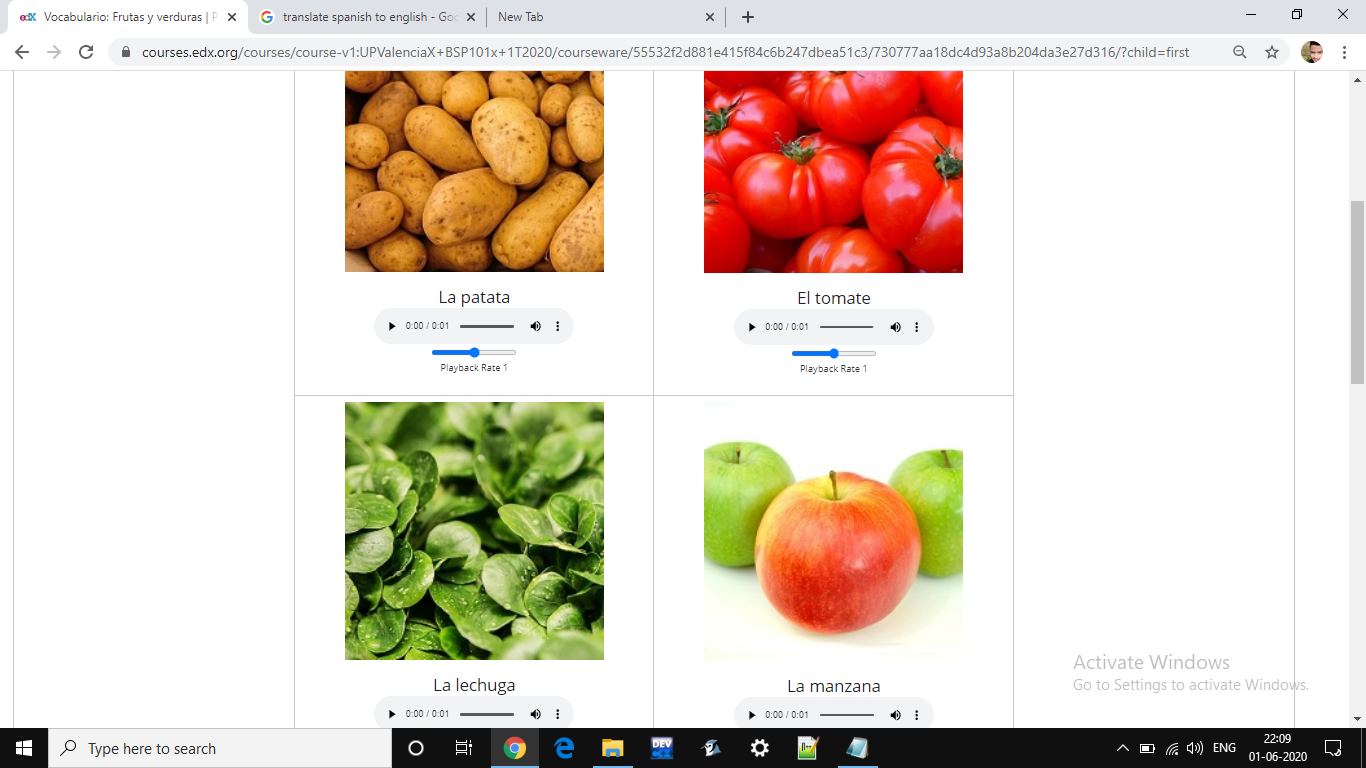 edX Vocabulario: Frutas y verduras | P
translate spanish to english - Goo
New Tab
courses.edx.org/courses/course-v1:UPValenciaX+BSP101x+1T2020/courseware/55532f2d881e415f84c6b247dbea51c3/730777aa18dc4d93a8b204da3e27d316/?child=first
La patata
0:00 / 0:01
Playback Rate 1
El tomate
0:00 / 0:01
Playback Rate 1
La lechuga
0:00 / 0:01
La manzana
0:00 / 0:01
Activate Windows
Go to Settings to activate Windows.
Type here to search
DEV
ENG
22:09
01-06-2020